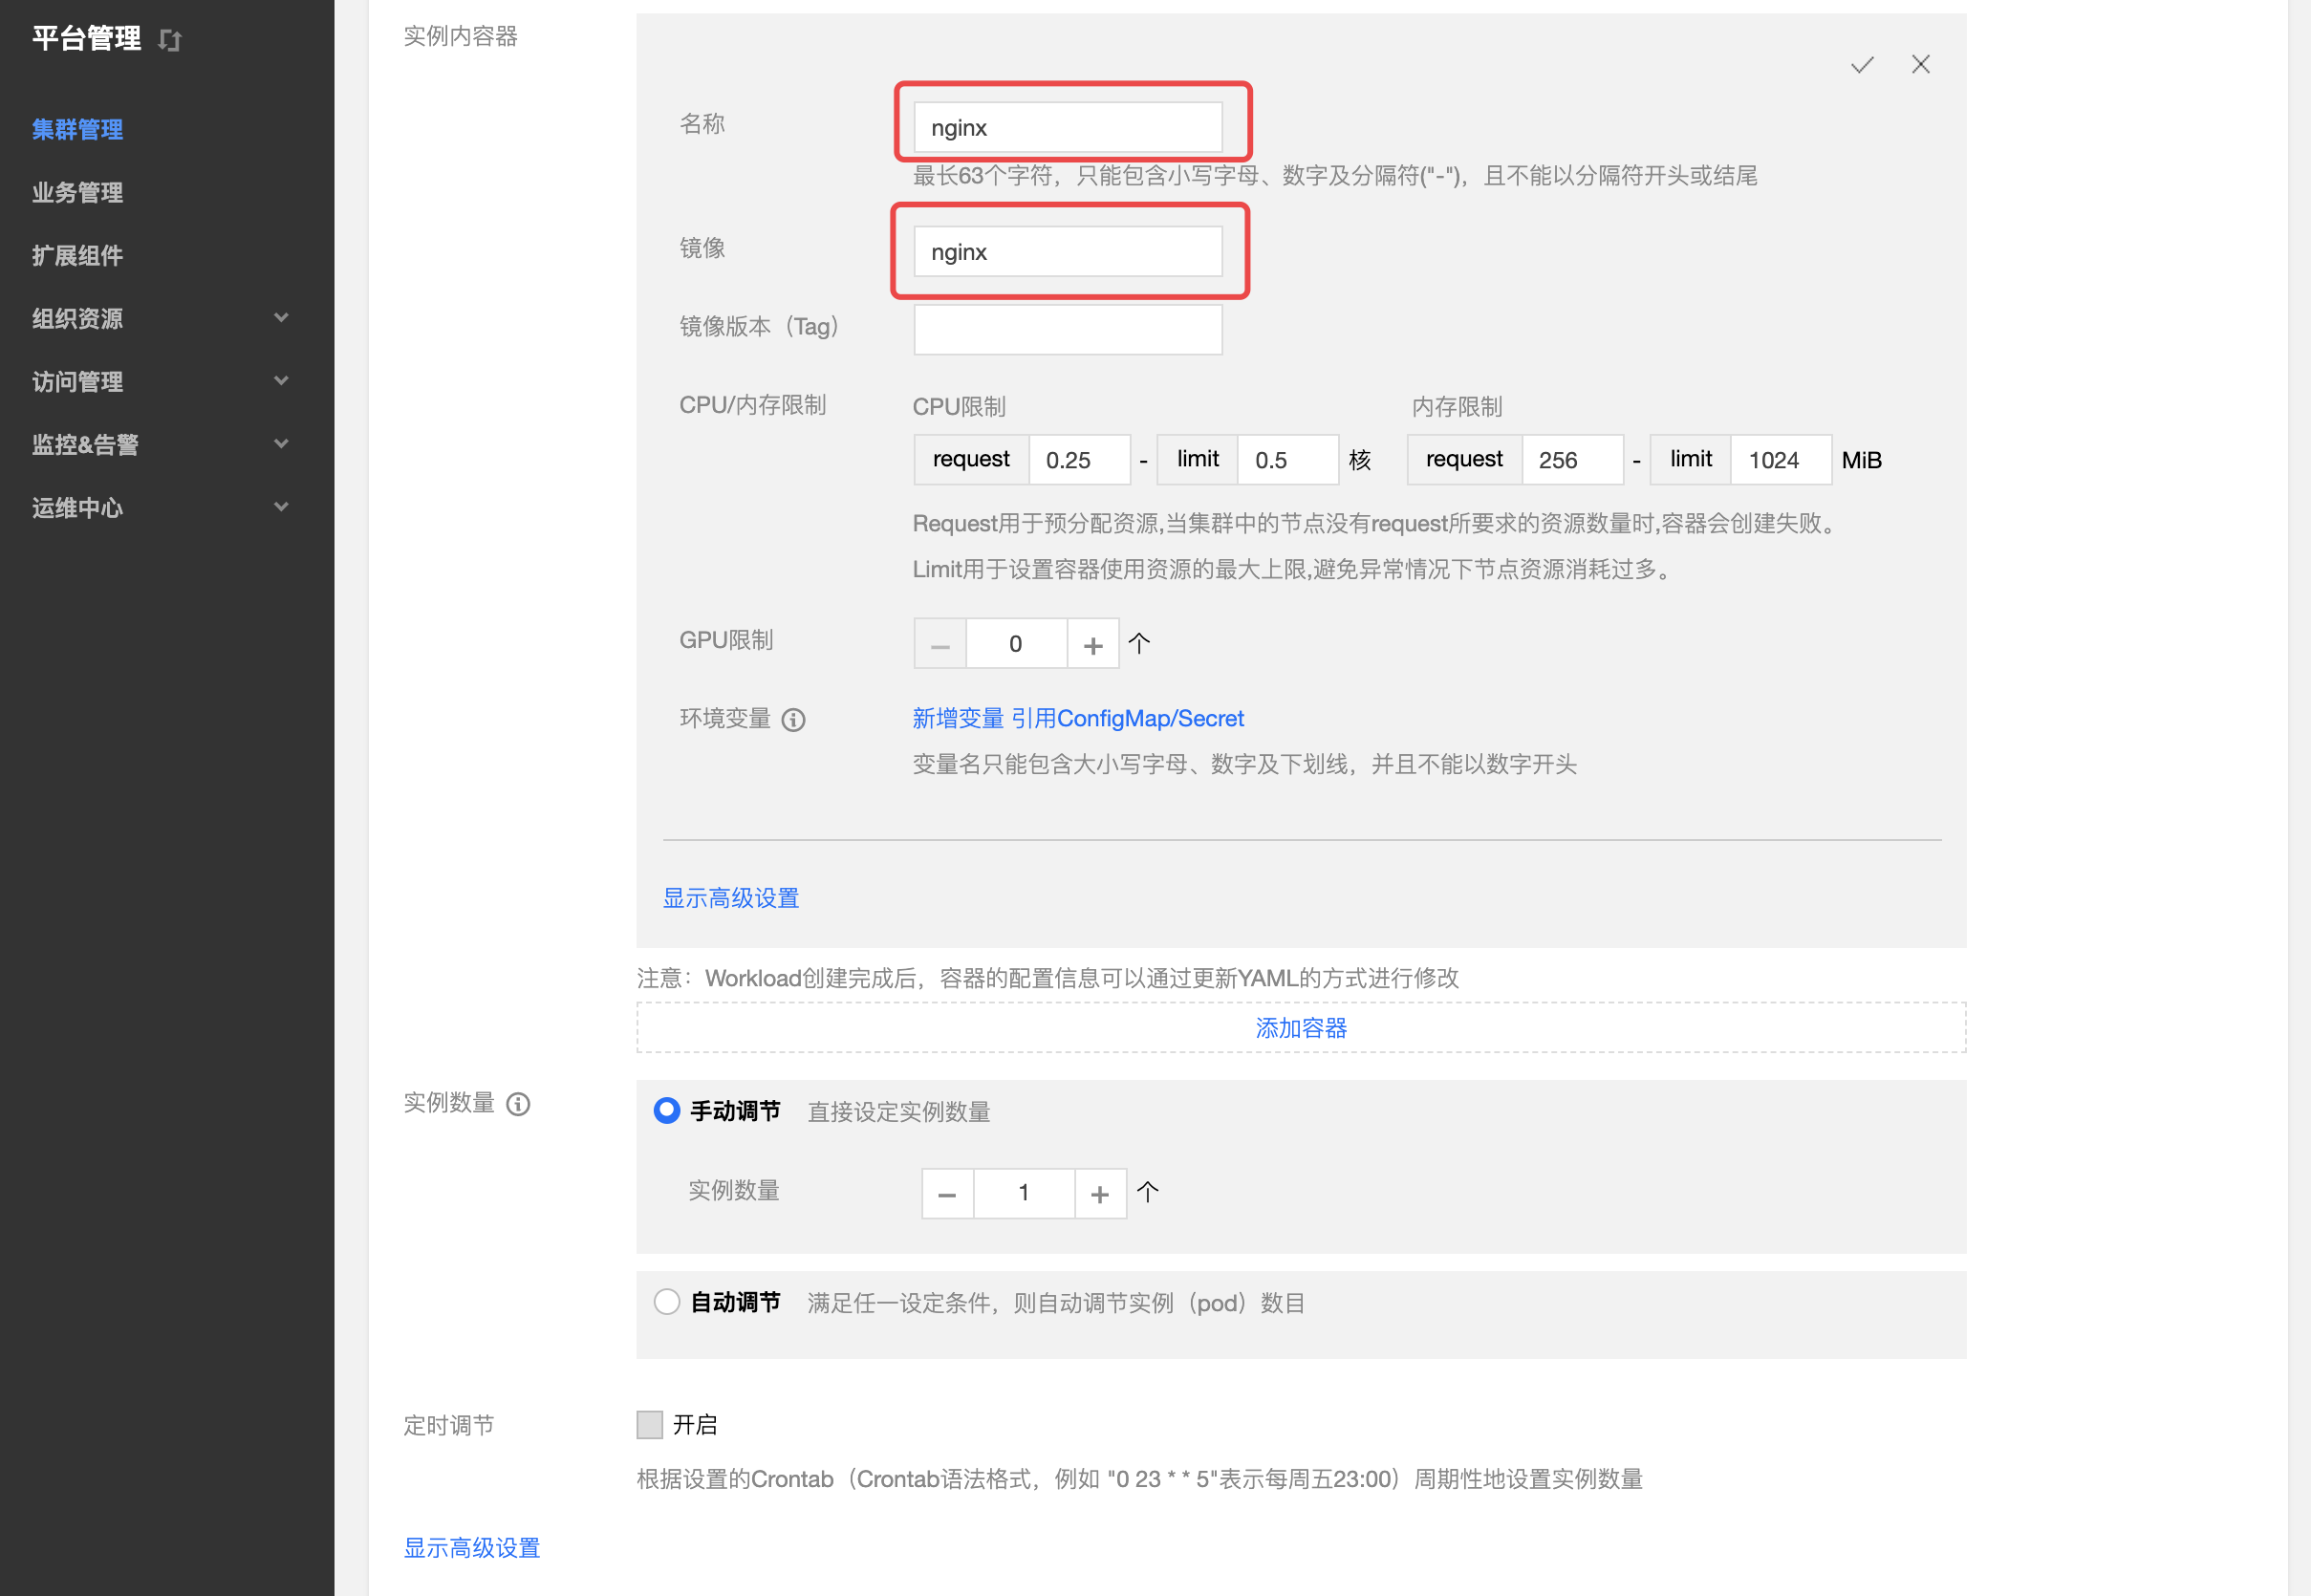 平台管理
集群管理
业务管理
扩展组件
组织资源
访问管理
监控&告警
运维中心
实例内容器
名称
nginx
最长63个字符，只能包含小写字母、数字及分隔符("-")，且不能以分隔符开头或结尾
镜像
nginx
镜像版本（Tag）
CPU/内存限制
CPU限制 内存限制
request 0.25 - limit 0.5 核 request 256 - limit 1024 MiB
Request用于预分配资源,当集群中的节点没有request所要求的资源数量时,容器会创建失败。
Limit用于设置容器使用资源的最大上限,避免异常情况下节点资源消耗过多。
GPU限制
0 个
环境变量
新增变量 引用ConfigMap/Secret
变量名只能包含大小写字母、数字及下划线，并且不能以数字开头
显示高级设置
注意：Workload创建完成后，容器的配置信息可以通过更新YAML的方式进行修改
添加容器
实例数量
手动调节 直接设定实例数量
实例数量
1 个
自动调节 满足任一设定条件，则自动调节实例（pod）数目
定时调节
开启
根据设置的Crontab（Crontab语法格式，例如 "0 23 * * 5"表示每周五23:00）周期性地设置实例数量
显示高级设置